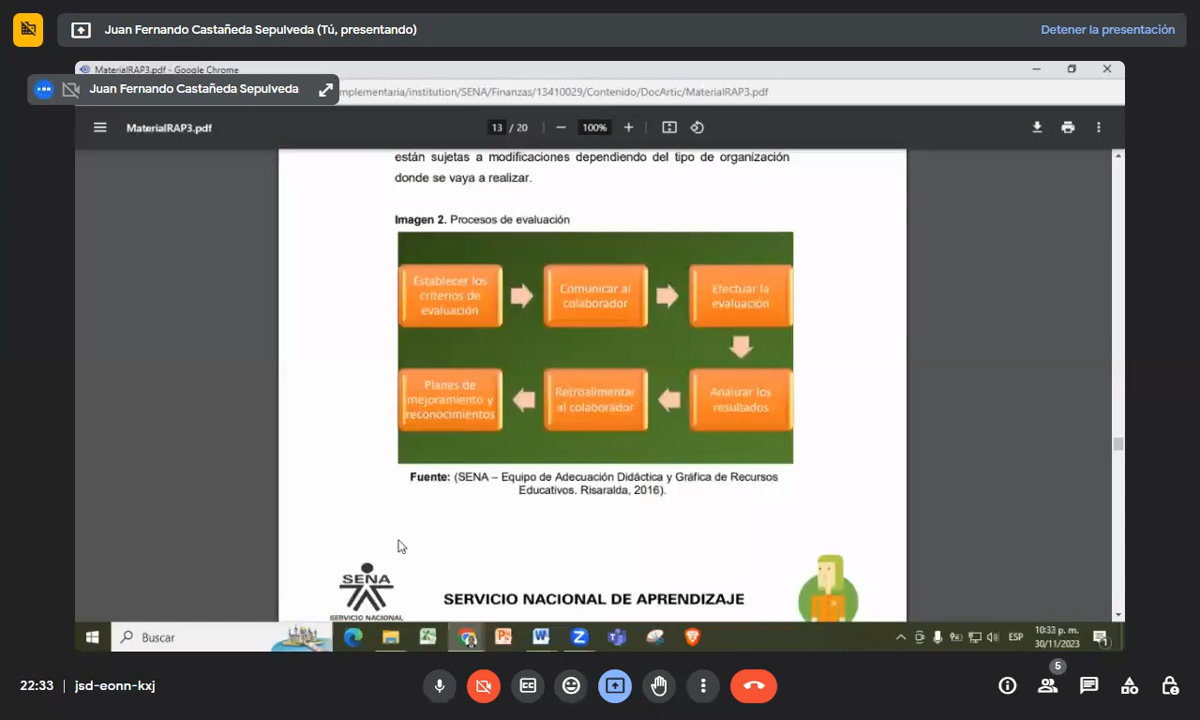 Juan Fernando Castañeda Sepulveda (Tú, presentando)
Detener la presentación
MaterialRAP3.pdf - Google Chrome
Juan Fernando Castañeda Sepulveda
mplementaria/institution/SENA/Finanzas/13410029/Contenido/DocArtic/MaterialRAP3.pdf
MaterialRAP3.pdf
13 / 20
100%
están sujetas a modificaciones dependiendo del tipo de organización
donde se vaya a realizar.
Imagen 2. Procesos de evaluación
Establecer los
criterios de
evaluación
Comunicar al
colaborador
Efectuar la
evaluación
Planes de
mejoramiento y
reconocimientos
Retroalimentar
al colaborador
Analizar los
resultados
Fuente: (SENA – Equipo de Adecuación Didáctica y Gráfica de Recursos
Educativos. Risaralda, 2016).
SENA
SERVICIO NACIONAL
SERVICIO NACIONAL DE APRENDIZAJE
Buscar
ESP
10:33 p. m.
30/11/2023
1
22:33 | jsd-eonn-kxj
5